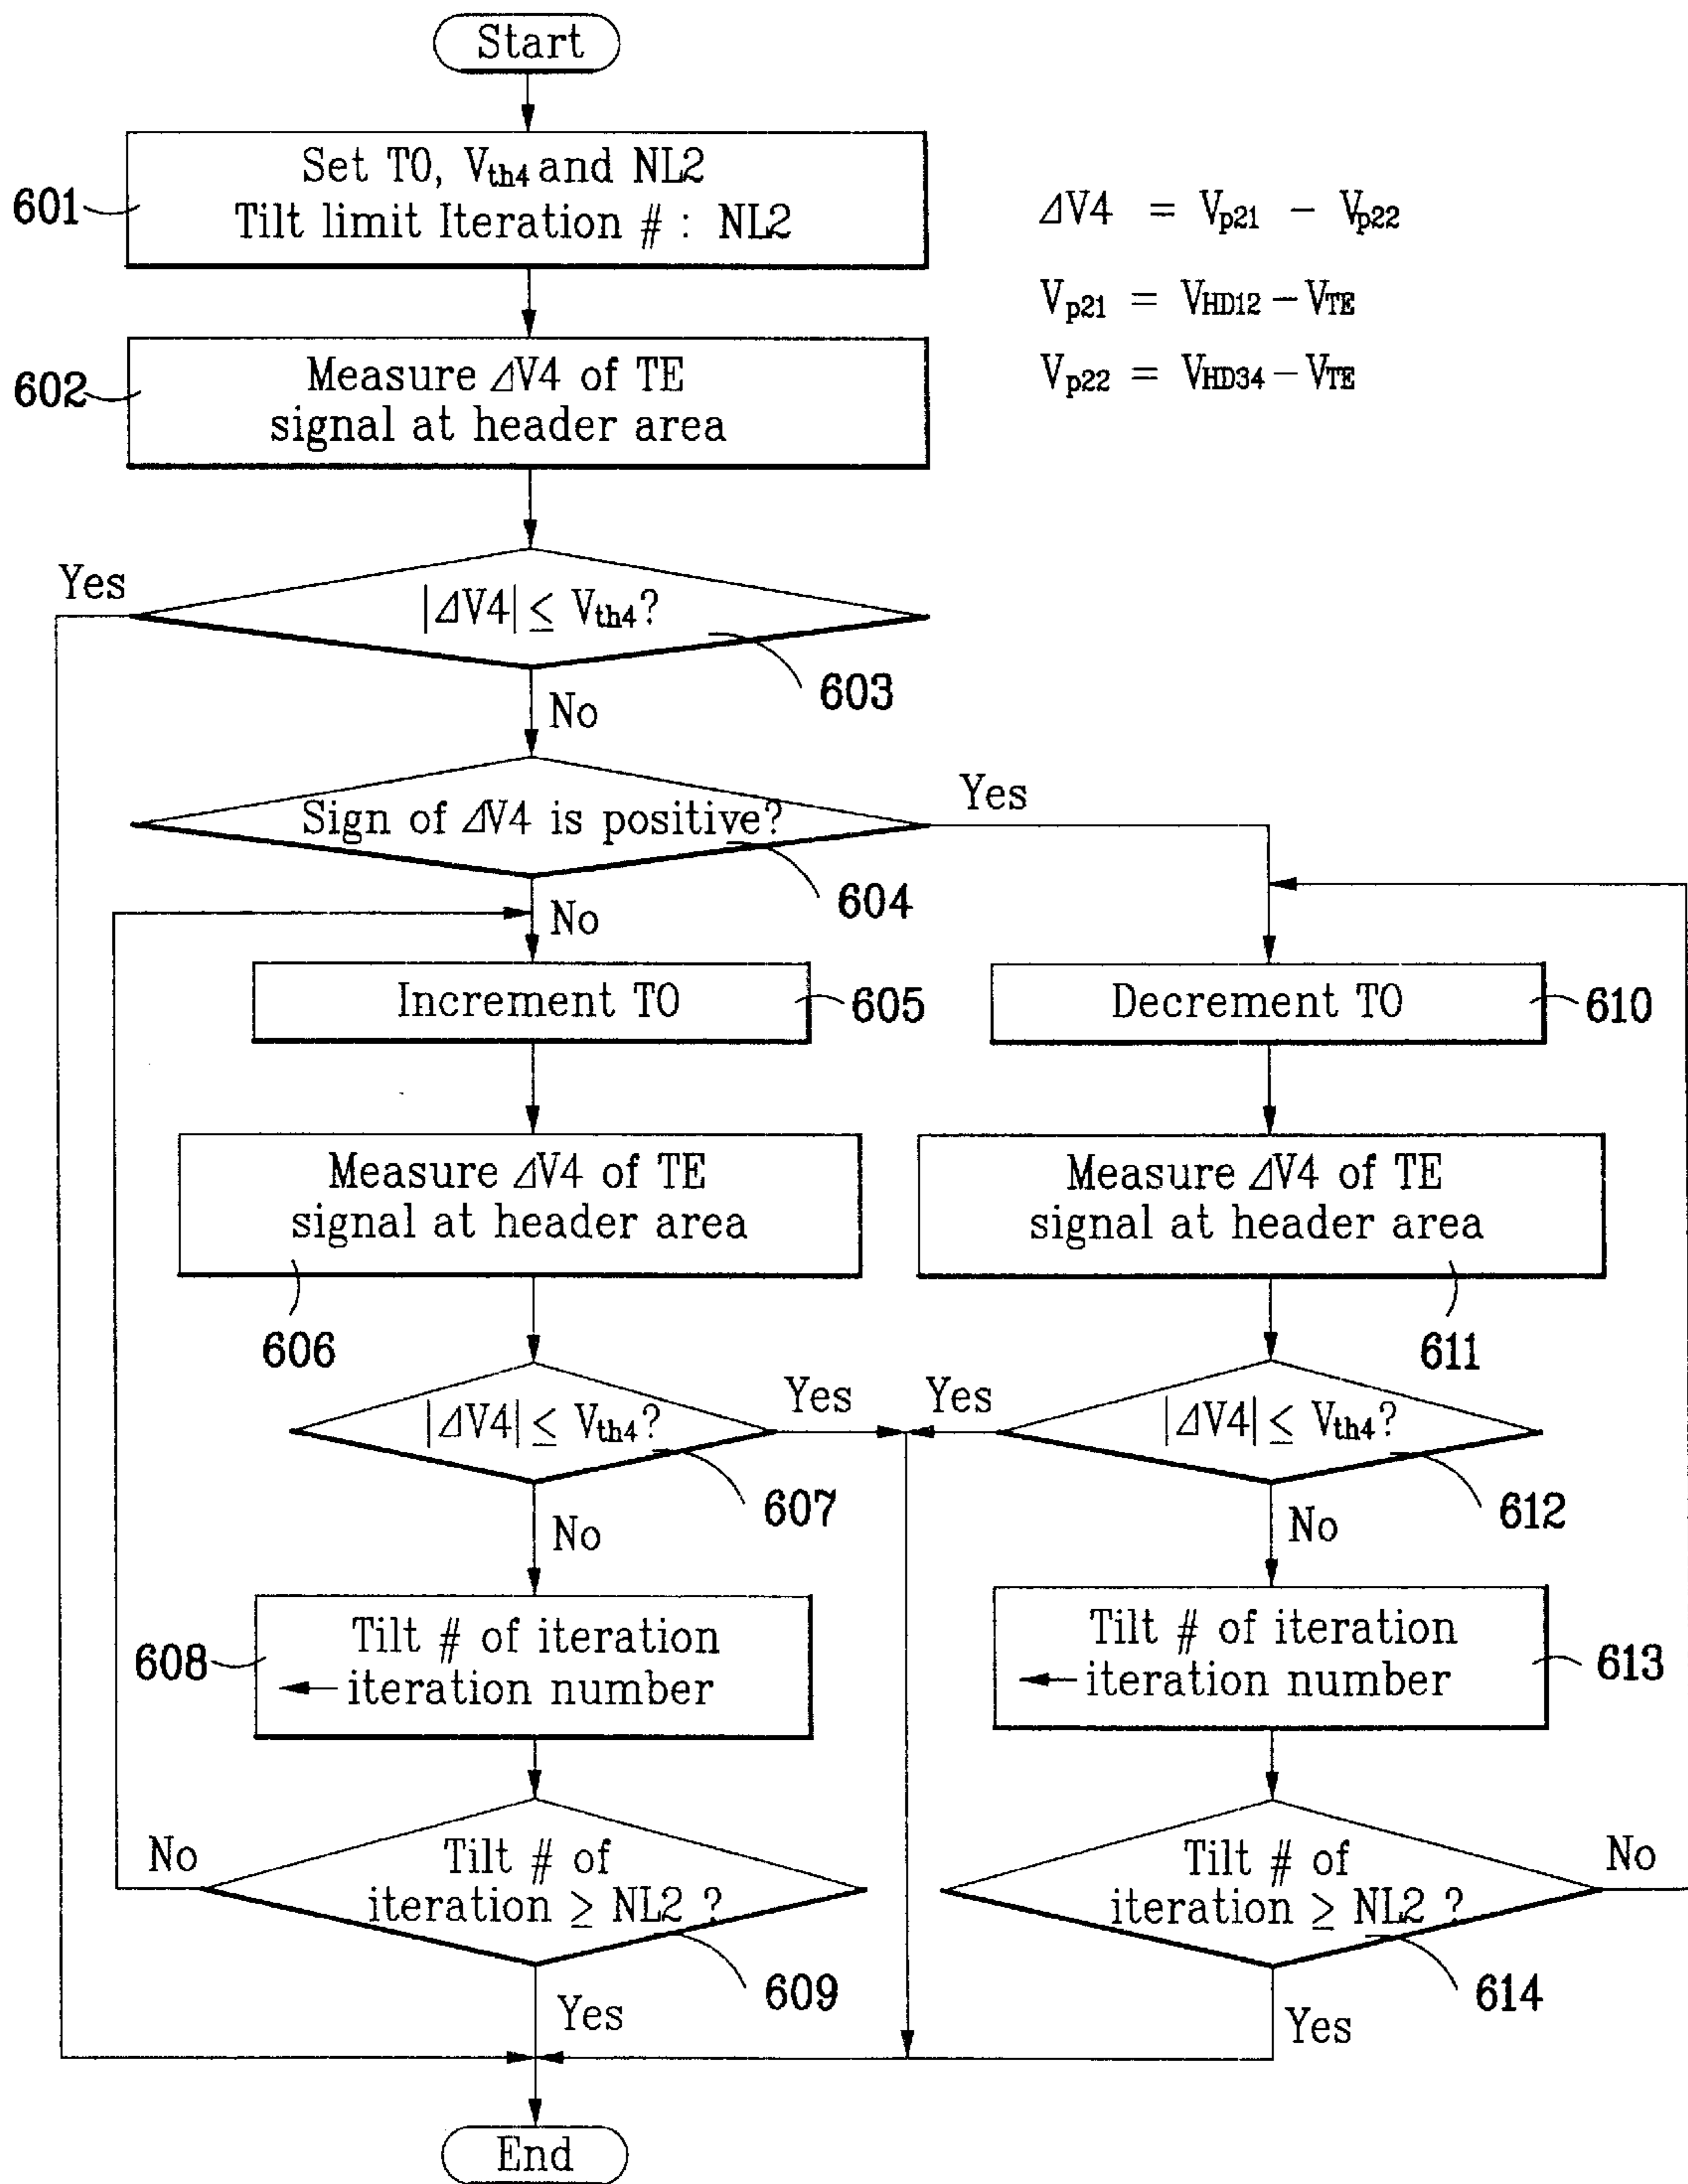 Start
Set TO, Vth4 and NL2
Tilt limit Iteration # : NL2
601
ΔV4 = Vp21 - Vp22
Vp21 = VHD12 - VTE
Vp22 = VHD34 - VTE
Measure ΔV4 of TE
signal at header area
602
Yes
|ΔV4| ≤ Vth4?
603
No
Sign of ΔV4 is positive?
Yes
604
No
Increment TO
605
Decrement TO
610
Measure ΔV4 of TE
signal at header area
606
Measure ΔV4 of TE
signal at header area
611
|ΔV4| ≤ Vth4?
Yes
Yes
|ΔV4| ≤ Vth4?
607
612
No
No
Tilt # of iteration
← iteration number
608
Tilt # of iteration
← iteration number
613
No
Tilt # of
iteration ≥ NL2 ?
609
Tilt # of
iteration ≥ NL2 ?
No
614
Yes
Yes
End